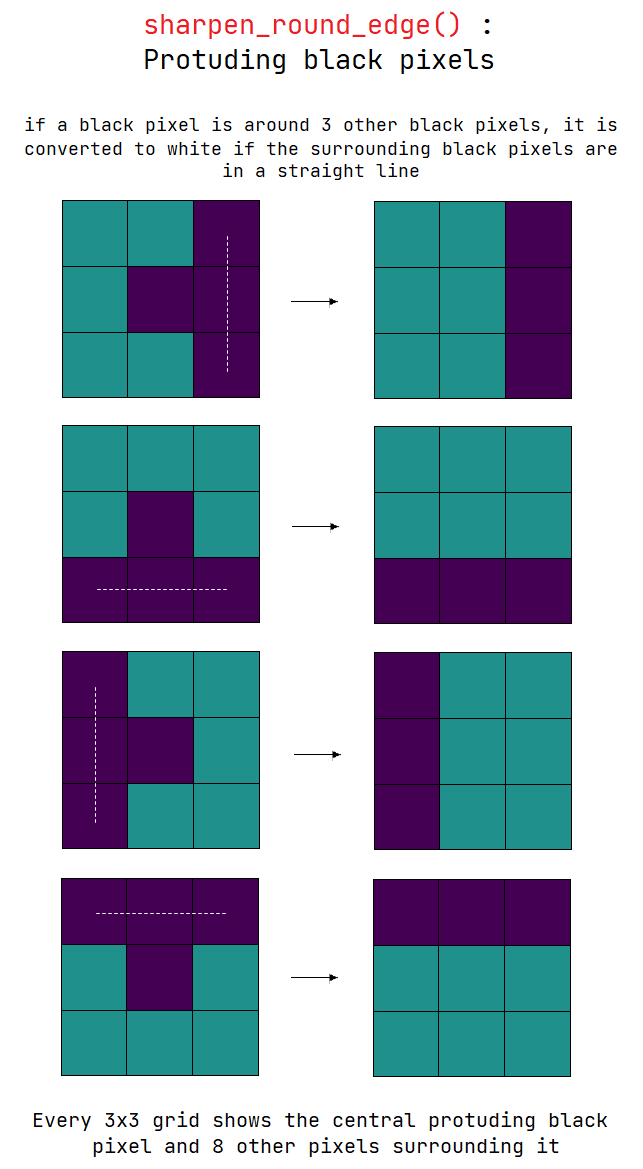 sharpen_round_edge() :
Protuding black pixels
if a black pixel is around 3 other black pixels, it is
converted to white if the surrounding black pixels are
in a straight line
Every 3x3 grid shows the central protuding black
pixel and 8 other pixels surrounding it